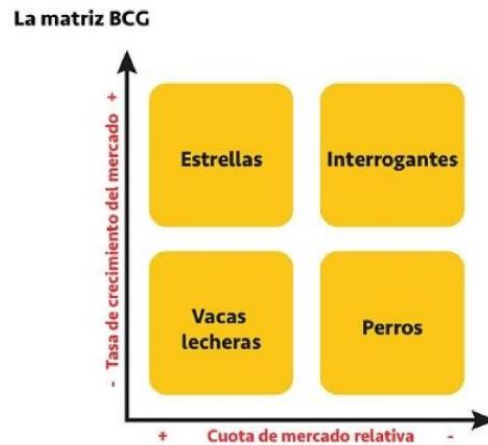 La matriz BCG
- Tasa de crecimiento del mercado +
Estrellas
Interrogantes
Vacas
lecheras
Perros
+ Cuota de mercado relativa -